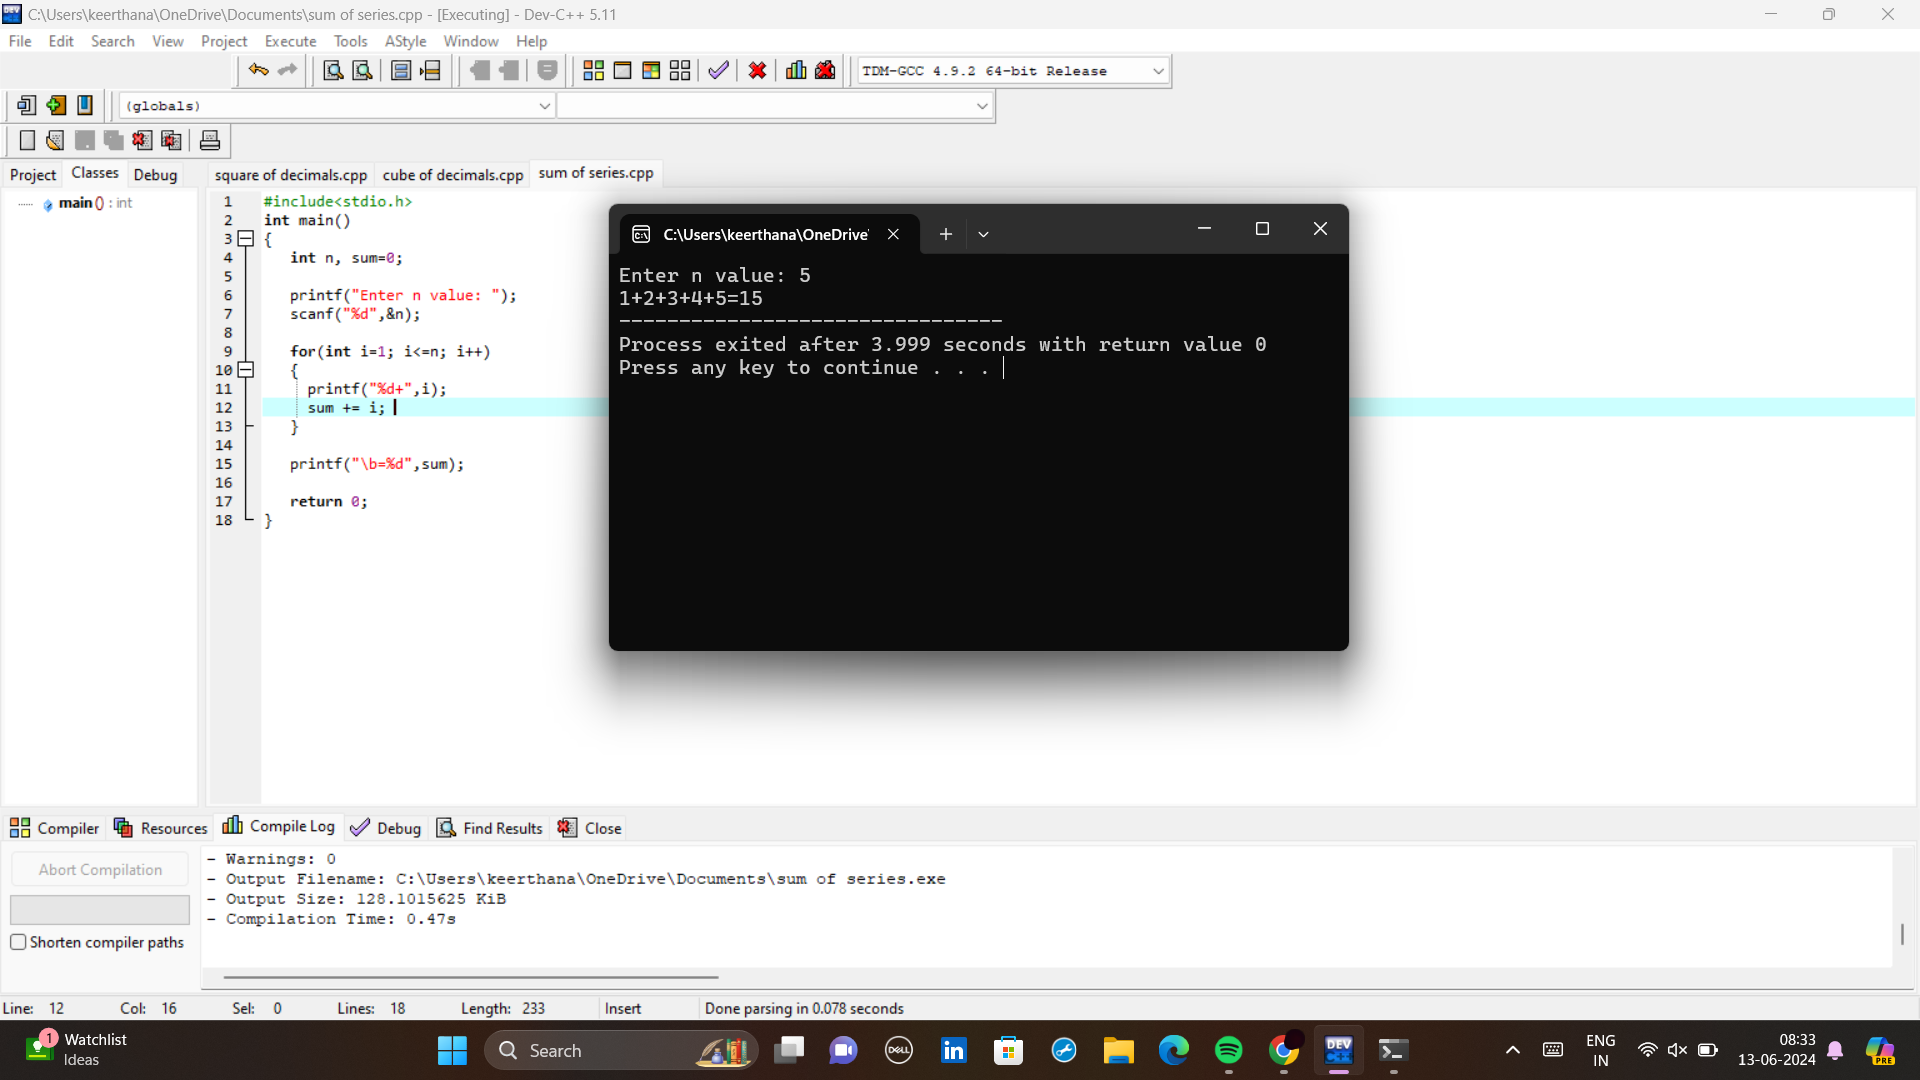 C:\Users\keerthana\OneDrive\Documents\sum of series.cpp - [Executing] - Dev-C++ 5.11
File Edit Search View Project Execute Tools AStyle Window Help
TDM-GCC 4.9.2 64-bit Release
(globals)
Project Classes Debug
square of decimals.cpp cube of decimals.cpp sum of series.cpp
main () : int
1 #include<stdio.h>
2 int main()
3 {
4 int n, sum=0;
5
6 printf("Enter n value: ");
7 scanf("%d",&n);
8
9 for(int i=1; i<=n; i++)
10 {
11 printf("%d+",i);
12 sum += i;
13 }
14
15 printf("\b=%d",sum);
16
17 return 0;
18 }
C:\Users\keerthana\OneDrive'
Enter n value: 5
1+2+3+4+5=15
--------------------------------
Process exited after 3.999 seconds with return value 0
Press any key to continue . . .
Compiler Resources Compile Log Debug Find Results Close
Abort Compilation
Shorten compiler paths
- Warnings: 0
- Output Filename: C:\Users\keerthana\OneDrive\Documents\sum of series.exe
- Output Size: 128.1015625 KiB
- Compilation Time: 0.47s
Line: 12 Col: 16 Sel: 0 Lines: 18 Length: 233 Insert Done parsing in 0.078 seconds
1
Watchlist
Ideas
Search
DELL
in
DEV
C++
ENG
IN
08:33
13-06-2024
PRE